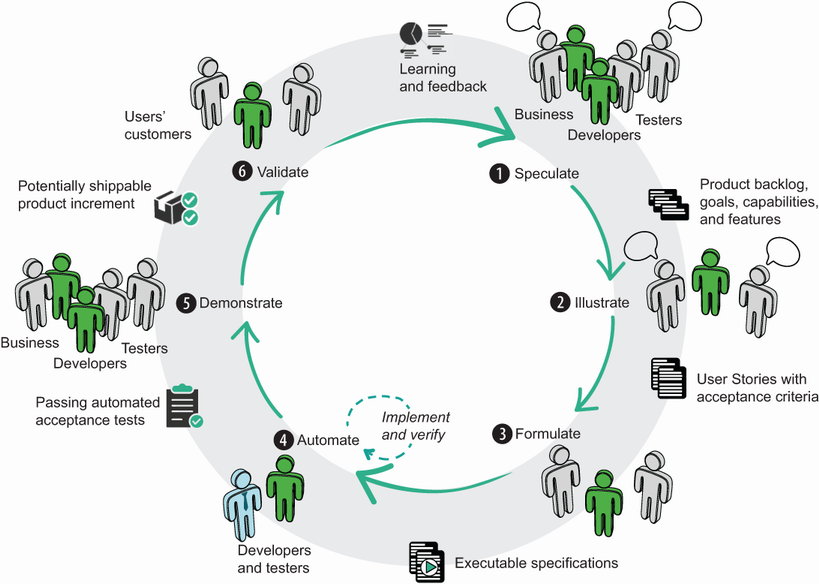 Learning
and feedback
Business
Developers
Testers
1 Speculate
Product backlog,
goals, capabilities,
and features
2 Illustrate
User Stories with
acceptance criteria
3 Formulate
Executable specifications
Implement
and verify
4 Automate
Developers
and testers
Passing automated
acceptance tests
5 Demonstrate
Business
Developers
Testers
Potentially shippable
product increment
6 Validate
Users’
customers